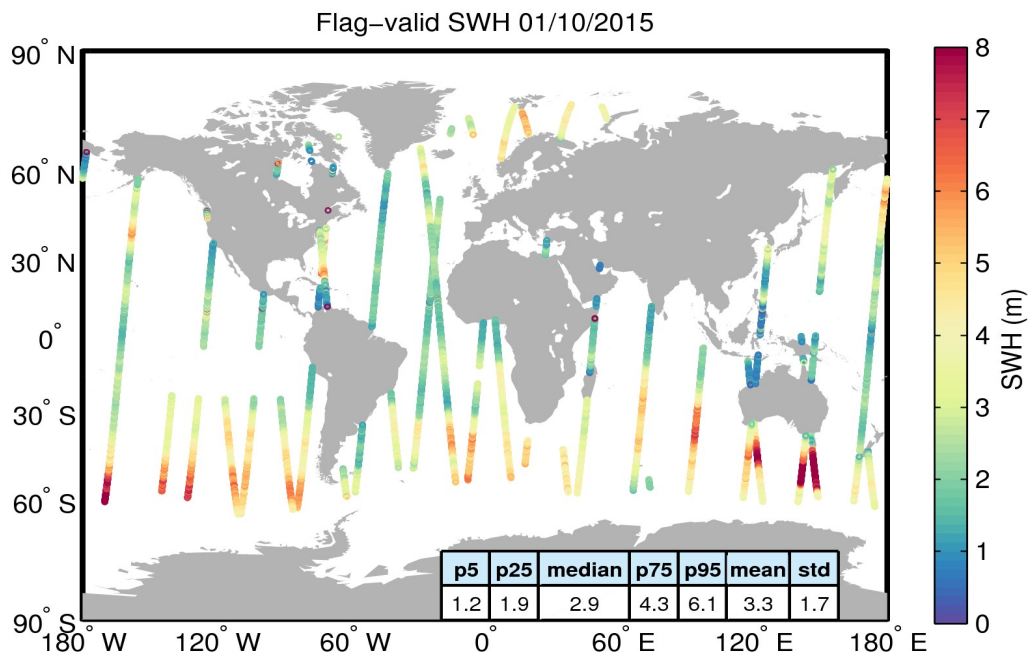 Flag−valid SWH 01/10/2015
90° N
60° N
30° N
0°
30° S
60° S
90° S
180° W
120° W
60° W
0°
60° E
120° E
180° E
p5 p25 median p75 p95 mean std
1.2 1.9 2.9 4.3 6.1 3.3 1.7
8
7
6
5
4
3
2
1
0
SWH (m)